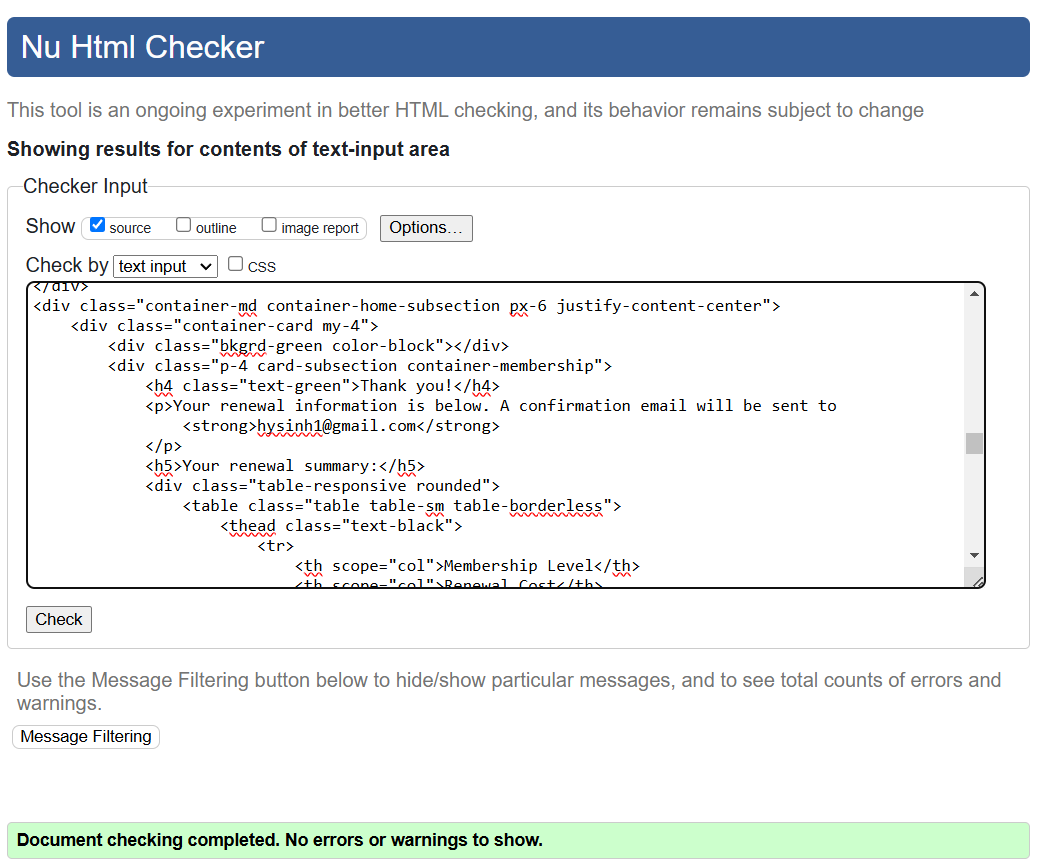 Nu Html Checker
This tool is an ongoing experiment in better HTML checking, and its behavior remains subject to change
Showing results for contents of text-input area
Checker Input
Show source outline image report Options...
Check by text input CSS
</div>
<div class="container-md container-home-subsection px-6 justify-content-center">
<div class="container-card my-4">
<div class="bkgrd-green color-block"></div>
<div class="p-4 card-subsection container-membership">
<h4 class="text-green">Thank you!</h4>
<p>Your renewal information is below. A confirmation email will be sent to
<strong>hysinh1@gmail.com</strong>
</p>
<h5>Your renewal summary:</h5>
<div class="table-responsive rounded">
<table class="table table-sm table-borderless">
<thead class="text-black">
<tr>
<th scope="col">Membership Level</th>
<th scope="col">Renewal Cost</th>
Check
Use the Message Filtering button below to hide/show particular messages, and to see total counts of errors and
warnings.
Message Filtering
Document checking completed. No errors or warnings to show.